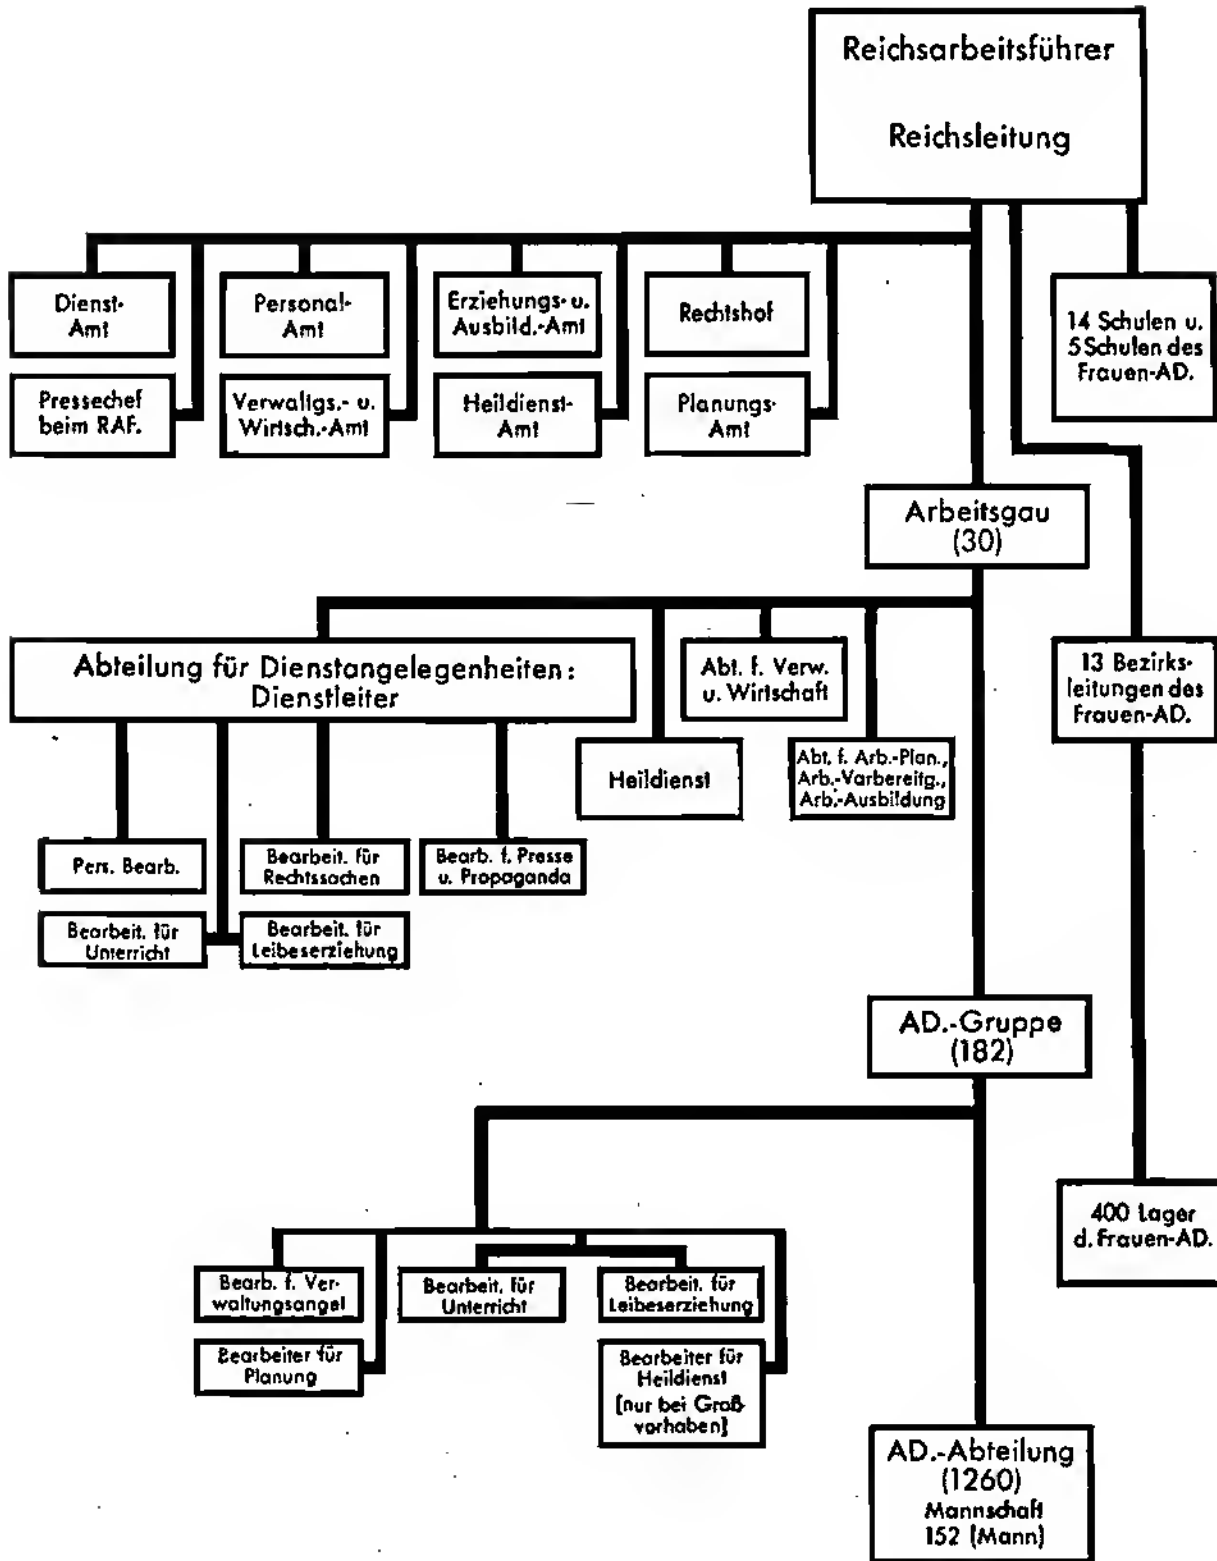 Reichsarbeitsführer
Reichsleitung
Dienst-
Amt
Personal-
Amt
Erziehungs- u.
Ausbild.-Amt
Rechtshof
14 Schulen u.
5 Schulen des
Frauen-AD.
Pressechef
beim RAF.
Verwaltgs.- u.
Wirtsch.-Amt
Heildienst-
Amt
Planungs-
Amt
Arbeitsgau
(30)
Abteilung für Dienstangelegenheiten:
Dienstleiter
Abt. f. Verw.
u. Wirtschaft
13 Bezirks-
leitungen des
Frauen-AD.
Heildienst
Abt. f. Arb.-Plan.,
Arb.-Varbereitg.,
Arb.-Ausbildung
Pers. Bearb.
Bearbeit. für
Rechtssachen
Bearb. f. Presse
u. Propaganda
Bearbeit. für
Unterricht
Bearbeit. für
Leibeserziehung
AD.-Gruppe
(182)
400 Lager
d. Frauen-AD.
Bearb. f. Ver-
waltungsangel
Bearbeit. für
Unterricht
Bearbeit. für
Leibeserziehung
Bearbeiter für
Planung
Bearbeiter für
Heildienst
[nur bei Groß-
vorhaben]
AD.-Abteilung
(1260)
Mannschaft
152 (Mann)